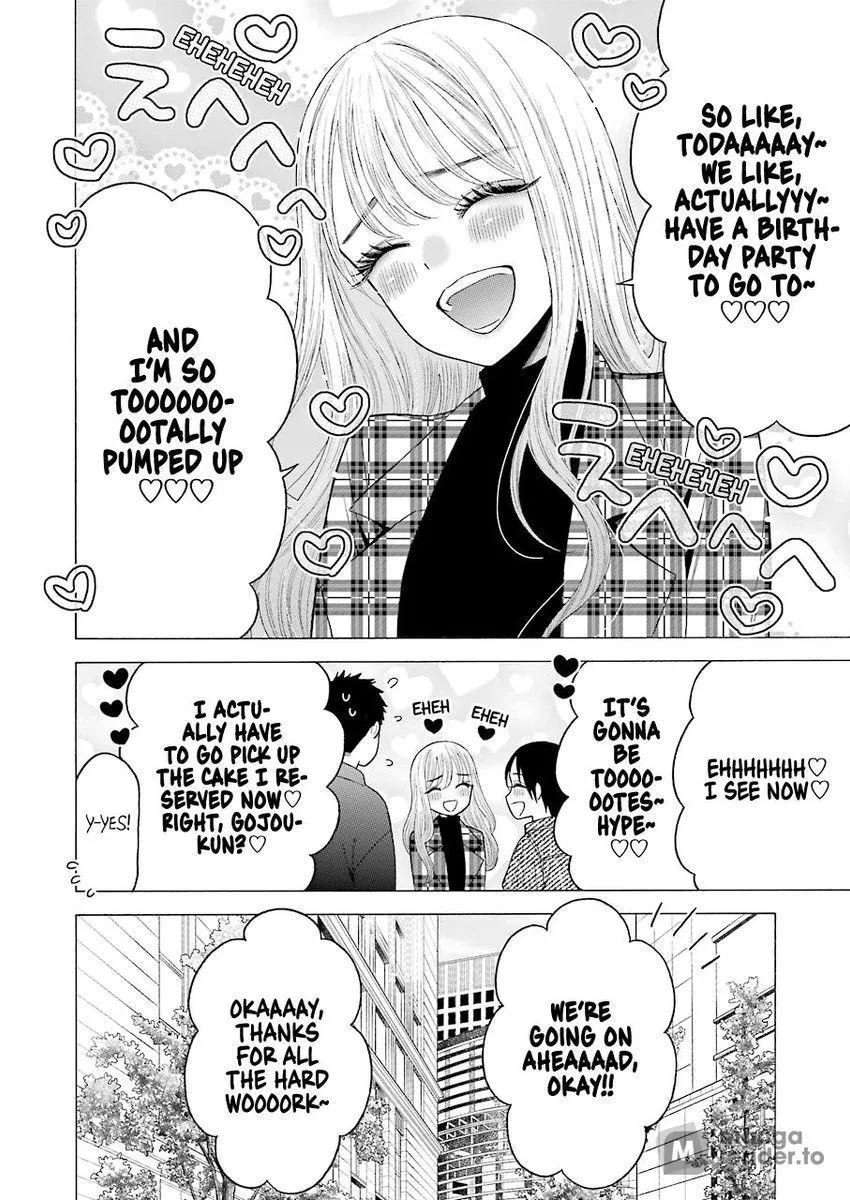 SO LIKE,
TODAAAAAY~
WE LIKE,
ACTUALLYYY~
HAVE A BIRTH-
DAY PARTY
TO GO TO~
♡♡♡
EHEHEHEH
えへへ
AND
I'M SO
TOOOOOO-
OOTALLY
PUMPED UP
♡♡♡
EHEHEHEH
えへへへ
EHHHHHHH♡
I SEE NOW♡
IT'S
GONNA
BE
TOOOO-
OOTES-
HYPE~
♡♡
EHEH
EHEH
I ACTU-
ALLY HAVE
TO GO PICK UP
THE CAKE I RE-
SERVED NOW♡
RIGHT, GOJOU-
KUN?♡
Y-YES!
WE'RE
GOING ON
AHEAAAAD,
OKAY!!
OKAAAAY,
THANKS
FOR ALL
THE HARD
WOOOORK~